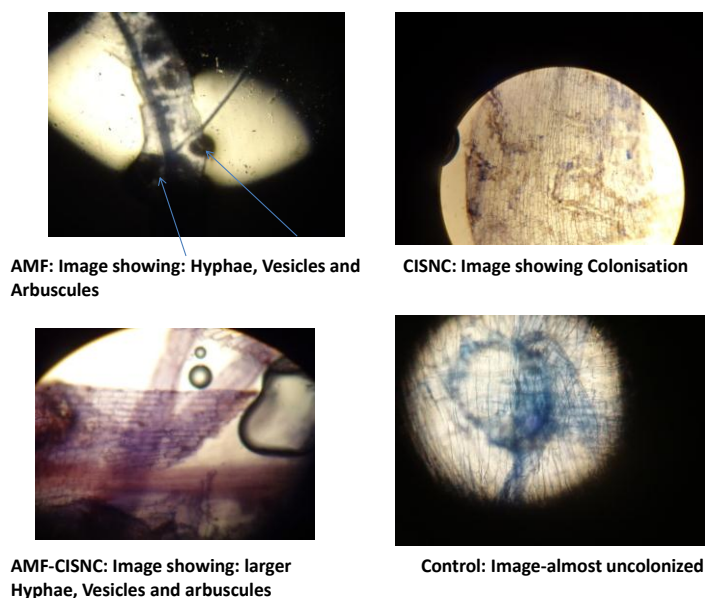 AMF: Image showing: Hyphae, Vesicles and
Arbuscules
CISNC: Image showing Colonisation
AMF-CISNC: Image showing: larger
Hyphae, Vesicles and arbuscules
Control: Image-almost uncolonized